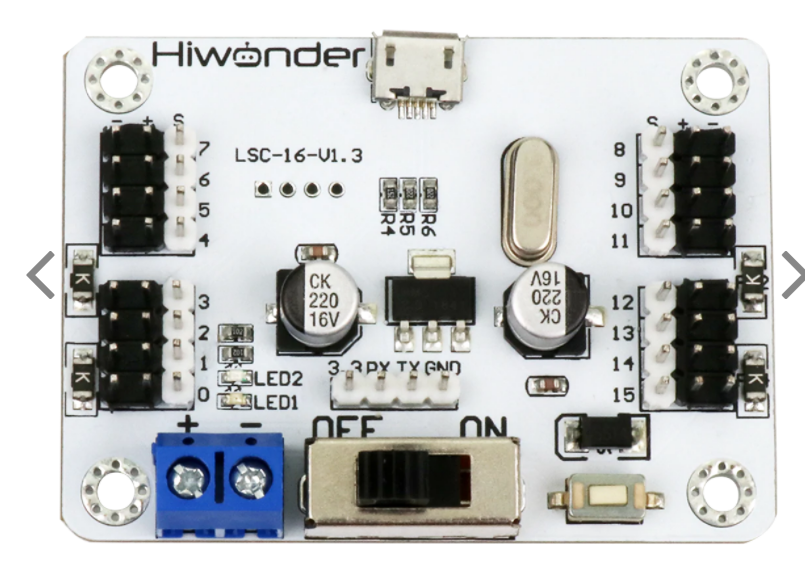 Hiwonder
- + S
S + -
7
6
5
4
LSC-16-V1.3
8
9
10
11
R4
R5
R6
K
CK
220
16V
CK
220
16V
K
3
2
1
0
12
13
14
15
3.3 RX TX GND
LED2
LED1
K
K
+ -
OFF
ON